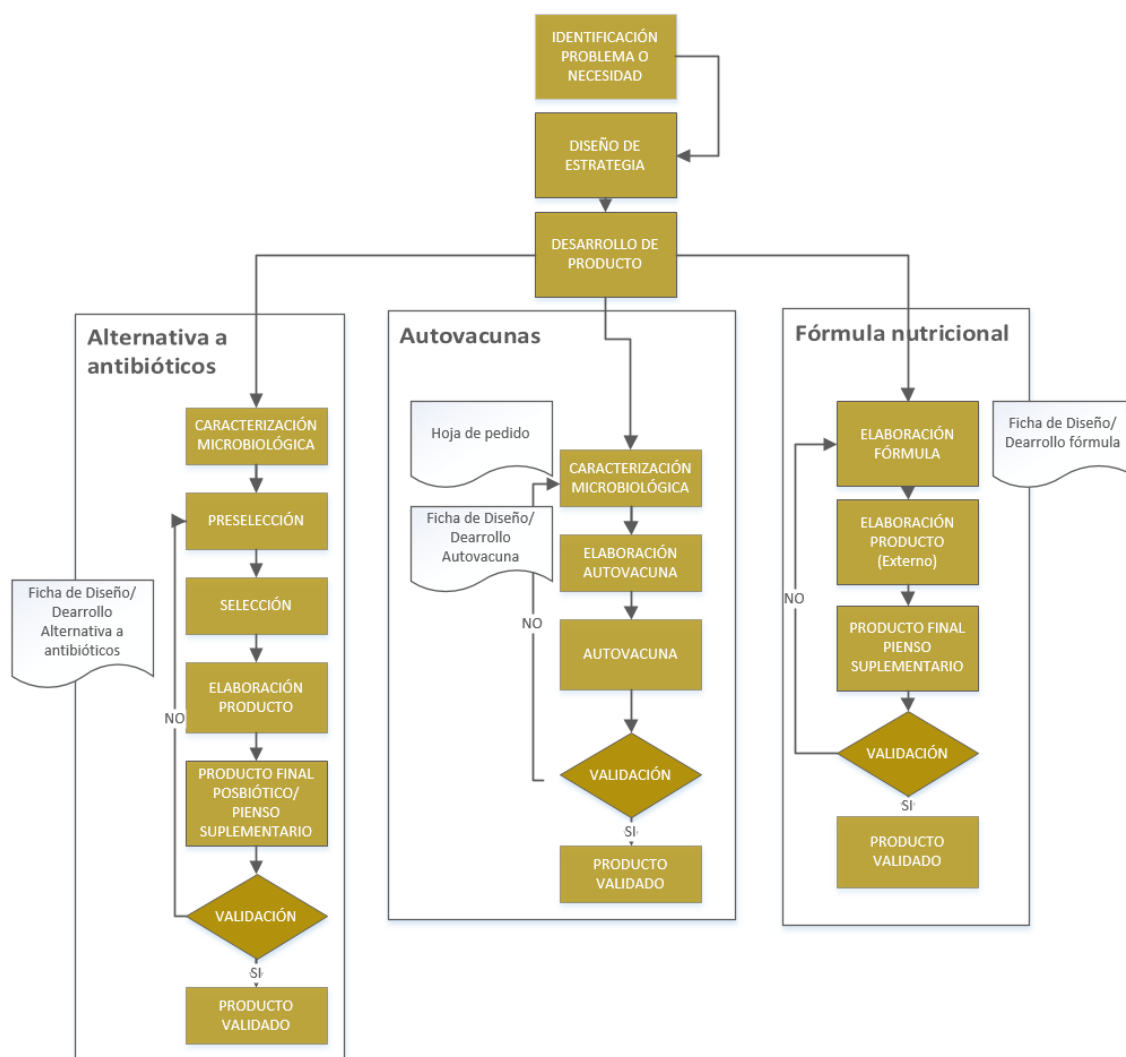 IDENTIFICACIÓN
PROBLEMA O
NECESIDAD
DISEÑO DE
ESTRATEGIA
DESARROLLO DE
PRODUCTO
Alternativa a
antibióticos
CARACTERIZACIÓN
MICROBIOLÓGICA
PRESELECCIÓN
SELECCIÓN
Ficha de Diseño/
Dearrollo
Alternativa a
antibióticos
ELABORACIÓN
PRODUCTO
NO
PRODUCTO FINAL
POSBIÓTICO/
PIENSO
SUPLEMENTARIO
VALIDACIÓN
SI
PRODUCTO
VALIDADO
Autovacunas
Hoja de pedido
CARACTERIZACIÓN
MICROBIOLÓGICA
Ficha de Diseño/
Dearrollo
Autovacuna
ELABORACIÓN
AUTOVACUNA
NO
AUTOVACUNA
VALIDACIÓN
SI
PRODUCTO
VALIDADO
Fórmula nutricional
ELABORACIÓN
FÓRMULA
Ficha de Diseño/
Dearrollo fórmula
ELABORACIÓN
PRODUCTO
(Externo)
NO
PRODUCTO FINAL
PIENSO
SUPLEMENTARIO
VALIDACIÓN
SI
PRODUCTO
VALIDADO